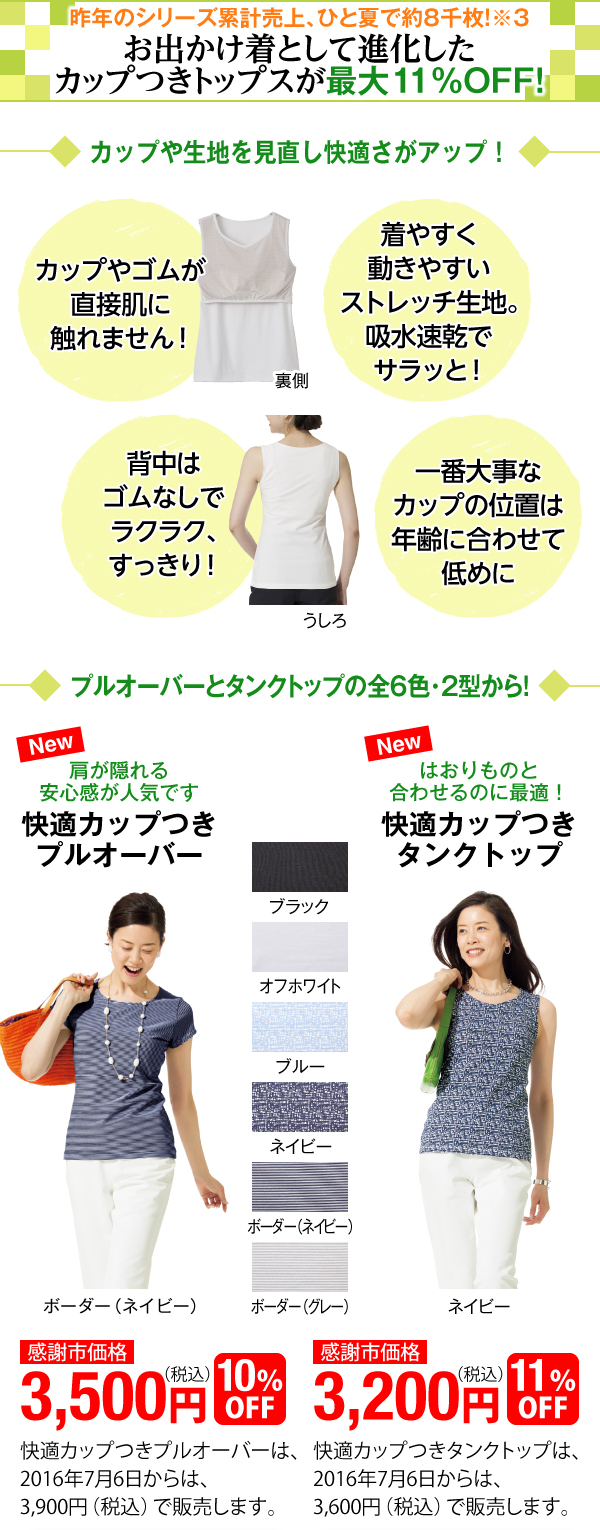 昨年のシリーズ累計売上、ひと夏で約8千枚!※3
お出かけ着として進化した
カップつきトップスが最大11%OFF!
カップや生地を見直し快適さがアップ！
カップやゴムが
直接肌に
触れません!
裏側
着やすく
動きやすい
ストレッチ生地。
吸水速乾で
サラッと!
背中は
ゴムなしで
ラクラク、
すっきり!
うしろ
一番大事な
カップの位置は
年齢に合わせて
低めに
プルオーバーとタンクトップの全6色・2型から!
New
肩が隠れる
安心感が人気です
快適カップつき
プルオーバー
New
はおりものと
合わせるのに最適！
快適カップつき
タンクトップ
ブラック
オフホワイト
ブルー
ネイビー
ボーダー(ネイビー)
ボーダー(グレー)
ボーダー（ネイビー）
ネイビー
感謝市価格
3,500円(税込)
10%
OFF
快適カップつきプルオーバーは、
2016年7月6日からは、
3,900円（税込）で販売します。
感謝市価格
3,200円(税込)
11%
OFF
快適カップつきタンクトップは、
2016年7月6日からは、
3,600円（税込）で販売します。